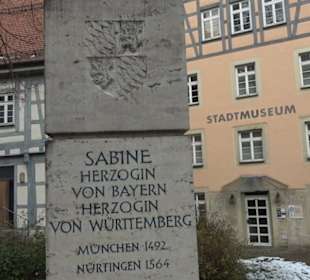 STADTMUSEUM
SABINE
HERZOGIN
VON BAYERN
HERZOGIN
VON WÜRTTEMBERG
MÜNCHEN 1492
NÜRTINGEN 1564